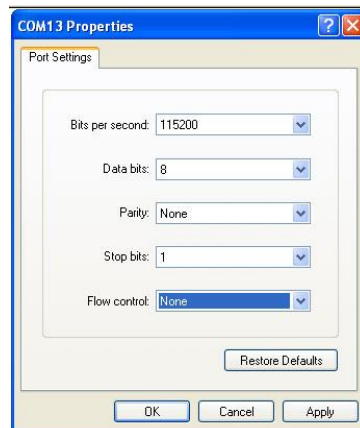 COM13 Properties
Port Settings
Bits per second: 115200
Data bits: 8
Parity: None
Stop bits: 1
Flow control: None
Restore Defaults
OK Cancel Apply